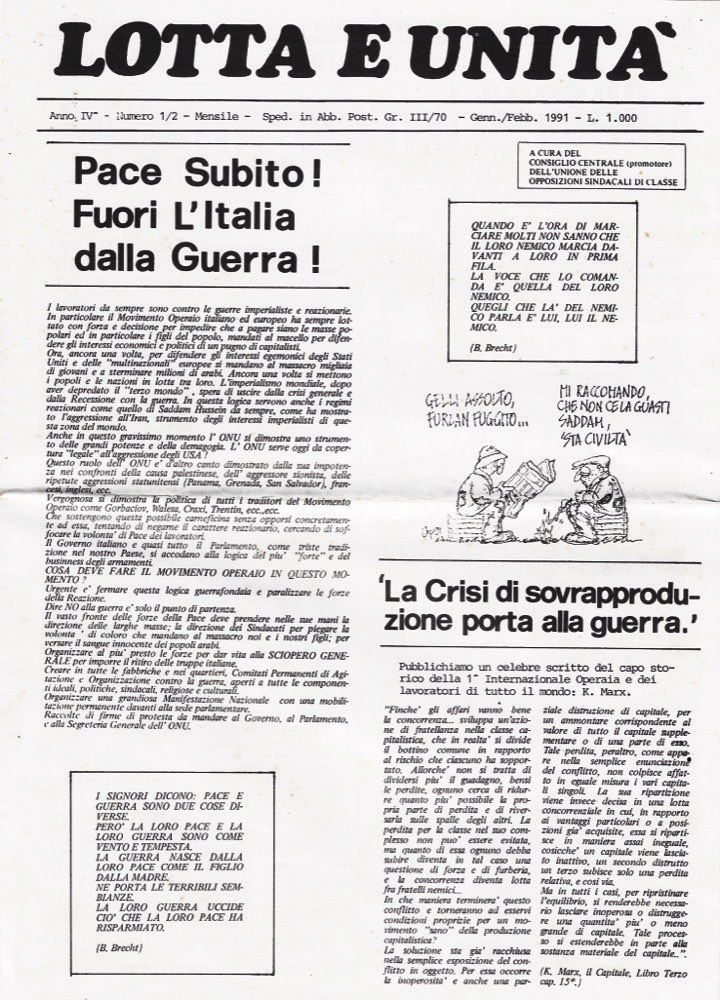 LOTTA E UNITA`
Anno IV^ - Numero 1/2 - Mensile - Sped. in Abb. Post. Gr. III/70 - Genn./Febb. 1991 - L. 1.000
Pace Subito!
Fuori L'Italia
dalla Guerra!
I lavoratori da sempre sono contro le guerre imperialiste e reazionarie.
In particolare il Movimento Operaio italiano ed europeo ha sempre lot-
tato con forza e decisione per impedire che a pagare siano le masse po-
polari ed in particolare i figli del popolo, mandati al macello per difen-
dere gli interessi economici e politici di un pugno di capitalisti.
Ora, ancora una volta, per difendere gli interessi egemonici degli Stati
Uniti e delle "multinazionali" europee si mandano al massacro migliaia
di giovani e a sterminare milioni di arabi. Ancora una volta si mettono
i popoli e le nazioni in lotta tra loro. L'imperialismo mondiale, dopo
aver depredato il "terzo mondo" , spera di uscire dalla crisi generale e
dalla Recessione con la Guerra. In questa logica servono anche i regimi
reazionari come quello di Saddam Hussein da sempre, come ha mostra-
to l'aggressione all'Iran, strumento degli interessi imperialisti di que-
sta zona del mondo.
Anche in questo gravissimo momento l' ONU si dimostra uno strumen-
to delle grandi potenze e della demagogia. L' ONU serve oggi da coper-
tura "legale" all'aggressione degli USA !
Questo ruolo dell' ONU e' d'altro canto dimostrato dalla sua impoten-
za nei confronti della causa palestinese, dell' aggressore sionista, delle
ripetute aggressioni statunitensi (Panama, Grenada, San Salvador), fran-
cesi, inglesi, ecc.
Vergognosa si dimostra la politica di tutti i traditori del Movimento
Operaio come Gorbaciov, Walesa, Craxi, Trentin, ecc.,ecc.
Che sostengono questa possibile carneficina senza opporsi concretamen-
te ad essa, tentando di negarne il carattere reazionario, cercando di sof-
focare la volonta' di Pace dei lavoratori.
Il Governo italiano e quasi tutto il Parlamento, come triste tradi-
zione nel nostro Paese, si accodano alla logica del piu' "forte" e del
business degli armamenti.
COSA DEVE FARE IL MOVIMENTO OPERAIO IN QUESTO MO-
MENTO ?
Urgente e' fermare questa logica guerrafondaia e paralizzare le forze
della Reazione.
Dire NO alla guerra e' solo il punto di partenza.
Il vasto fronte delle forze della Pace deve prendere nelle sue mani la
direzione delle larghe masse; la direzione dei Sindacati per piegare la
volonta ' di coloro che mandano al massacro noi e i nostri figli; per
versare il sangue innocente dei popoli arabi.
Organizzare al piu' presto le forze per dar vita alla SCIOPERO GENE-
RALE per imporre il ritiro delle truppe italiane.
Creare in tutte le fabbriche e nei quartieri, Comitati Permanenti di Agi-
tazione e Organizzazione contro la guerra, aperti a tutte le componen-
ti ideali, politiche, sindacali, religiose e culturali.
Organizzare una grandiosa Manifestazione Nazionale con una mobili-
tazione permanente davanti alla sede parlamentare.
Raccolte di firme di protesta da mandare al Governo, al Parlamento,
e alla Segreteria Generale dell' ONU.
I SIGNORI DICONO: PACE E
GUERRA SONO DUE COSE DI-
VERSE.
PERO' LA LORO PACE E LA
LORO GUERRA SONO COME
VENTO E TEMPESTA.
LA GUERRA NASCE DALLA
LORO PACE COME IL FIGLIO
DALLA MADRE.
NE PORTA LE TERRIBILI SEM-
BIANZE.
LA LORO GUERRA UCCIDE
CIO' CHE LA LORO PACE HA
RISPARMIATO.
(B. Brecht)
A CURA DEL
CONSIGLIO CENTRALE (promotore)
DELL'UNIONE DELLE
OPPOSIZIONI SINDACALI DI CLASSE
QUANDO E' L'ORA DI MAR-
CIARE MOLTI NON SANNO CHE
IL LORO NEMICO MARCIA DA-
VANTI A LORO IN PRIMA
FILA.
LA VOCE CHE LO COMAN-
DA E' QUELLA DEL LORO
NEMICO.
QUEGLI CHE LA' DEL NEMI-
CO PARLA E' LUI, LUI IL NE-
MICO.
(B. Brecht)
GELLI ASSOLTO,
FURLAN FUGGITO...
MI RACCOMANDO,
CHE NON CE LA GUASTI
SADDAM,
'STA CIVILTÀ
'La Crisi di sovrapprodu-
zione porta alla guerra.'
Pubblichiamo un celebre scritto del capo sto-
rico della 1^ Internazionale Operaia e dei
lavoratori di tutto il mondo: K. Marx.
"Finche' gli affari vanno bene
la concorrenza... sviluppa un'azio-
ne di fratellanza nella classe ca-
pitalistica, che in realta' si divide
il bottino comune in rapporto
al rischio che ciascuno ha soppor-
tato. Allorche' non si tratta di
dividersi piu' il guadagno, bensi
le perdite, ognuno cerca di ridur-
re quanto piu' possibile la pro-
pria parte di perdita e di river-
sarla sulle spalle degli altri. La
perdita per la classe nel suo com-
plesso non puo' essere evitata,
ma quanto di essa ognuno debba
subire diventa in tal caso una
questione di forza e di furberia,
e la concorrenza diventa lotta
fra fratelli nemici...
In che maniera terminera' questo
conflitto e torneranno ad esservi
condizioni proprizie per un mo-
vimento "sano" della produzione
capitalistica?
La soluzione sta gia' racchiusa
nella semplice esposizione del con-
flitto in oggetto. Per essa occorre
la inoperosità e anche una par-
ziale distruzione di capitale, per
un ammontare corrispondente al
valore di tutto il capitale supple-
mentare o di una parte di esso.
Tale perdita, peraltro, come appa-
re nella semplice enunciazione
del conflitto, non colpisce affat-
to in eguale misura i vari capita-
li singoli. La sua ripartizione
viene invece decisa in una lotta
concorrenziale in cui, in rapporto
ai vantaggi particolari o a posi-
zioni gia' acquisite, essa si riparti-
sce in maniera assai ineguale,
cosicche' un capitale viene lascia-
to inattivo, un secondo distrutto
un terzo subisce solo una perdita
relativa, e cosi via.
Ma in tutti i casi, per ripristinare
l'equilibrio, si renderebbe necessa-
rio lasciare inoperosa o distrugge-
re una quantita' piu' o meno
grande di capitale. Tale proces-
so si estenderebbe in parte alla
sostanza materiale del capitale..".
(K. Marx, il Capitale, Libro Terzo
cap. 15°.)